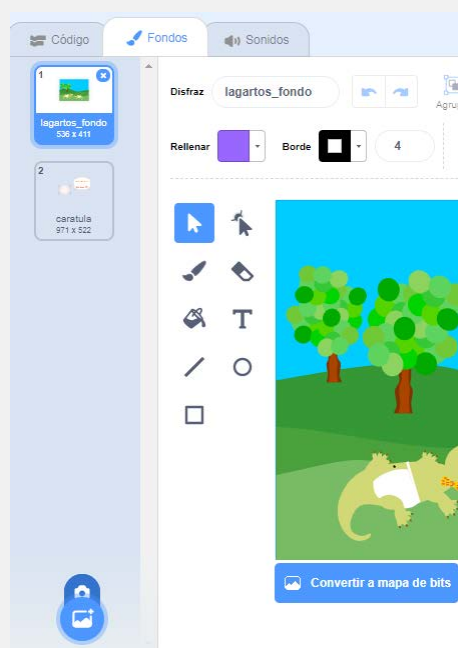 Código
Fondos
Sonidos
1
lagartos_fondo
536 x 411
2
caratula
971 x 522
Disfraz
lagartos_fondo
Agrup
Rellenar
Borde
4
T
Convertir a mapa de bits